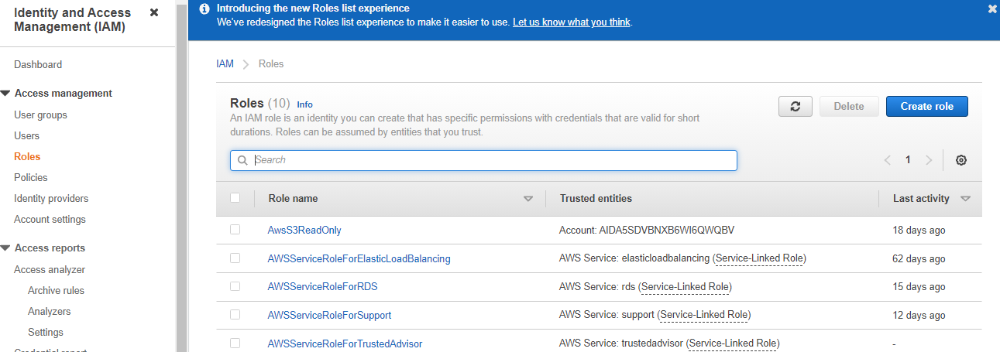 Identity and Access
Management (IAM)
Dashboard
Access management
User groups
Users
Roles
Policies
Identity providers
Account settings
Access reports
Access analyzer
Archive rules
Analyzers
Settings
Credential report
Introducing the new Roles list experience
We've redesigned the Roles list experience to make it easier to use. Let us know what you think.
IAM Roles
Roles (10) Info
An IAM role is an identity you can create that has specific permissions with credentials that are valid for short
durations. Roles can be assumed by entities that you trust.
Delete
Create role
Search
1
Role name Trusted entities Last activity
AwsS3ReadOnly Account: AIDA5SDVBNXB6WI6QWQBV 18 days ago
AWSServiceRoleForElasticLoadBalancing AWS Service: elasticloadbalancing (Service-Linked Role) 62 days ago
AWSServiceRoleForRDS AWS Service: rds (Service-Linked Role) 15 days ago
AWSServiceRoleForSupport AWS Service: support (Service-Linked Role) 12 days ago
AWSServiceRoleForTrustedAdvisor AWS Service: trustedadvisor (Service-Linked Role) -